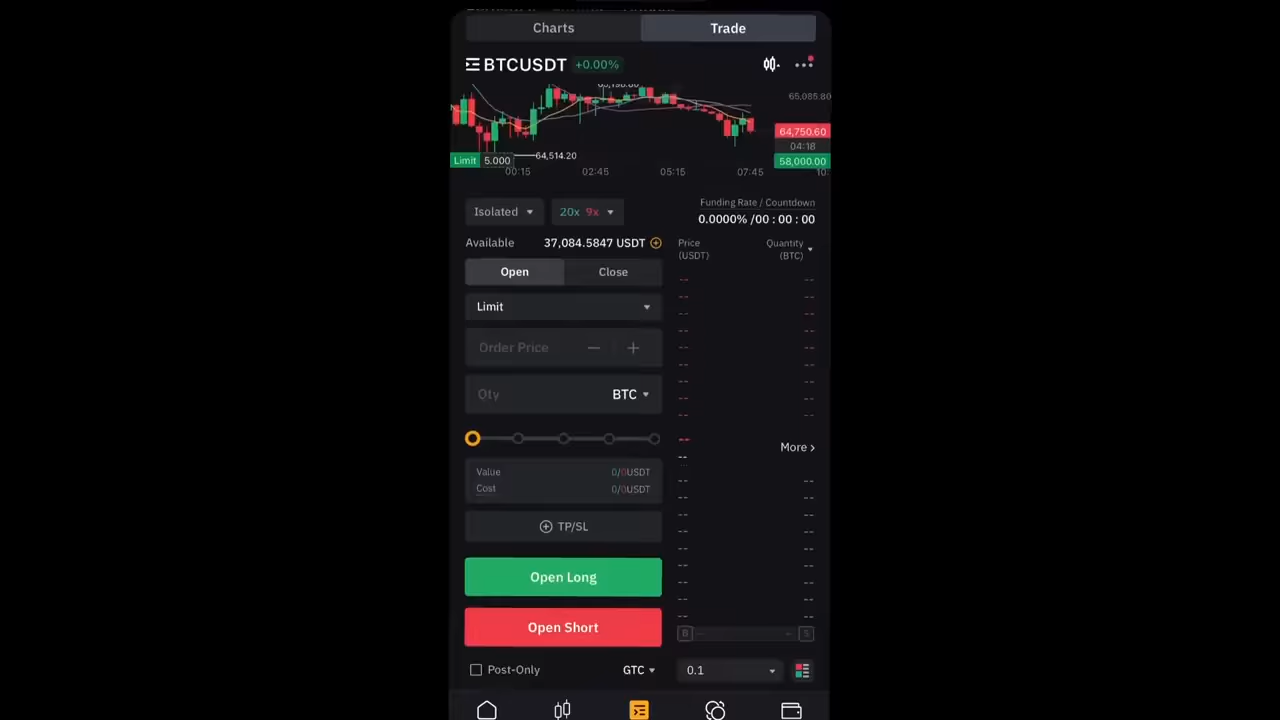 Charts Trade
BTCUSDT +0.00%
65,085.80
64,750.60
04:18
Limit 5.000 64,514.20 58,000.00
00:15 02:45 05:15 07:45 10:
Isolated 20x 9x Funding Rate / Countdown
0.0000% /00 : 00 : 00
Available 37,084.5847 USDT Price Quantity
(USDT) (BTC)
Open Close
--  --
Limit
--  --
--  --
--  --
Order Price − + --  --
--  --
--  --
Qty BTC --  --
--  --
--
More >
--
Value 0/0USDT
Cost 0/0USDT
--  --
--  --
--  --
TP/SL --  --
--  --
Open Long --  --
--  --
--  --
--  --
Open Short B -- -- S
Post-Only GTC 0.1